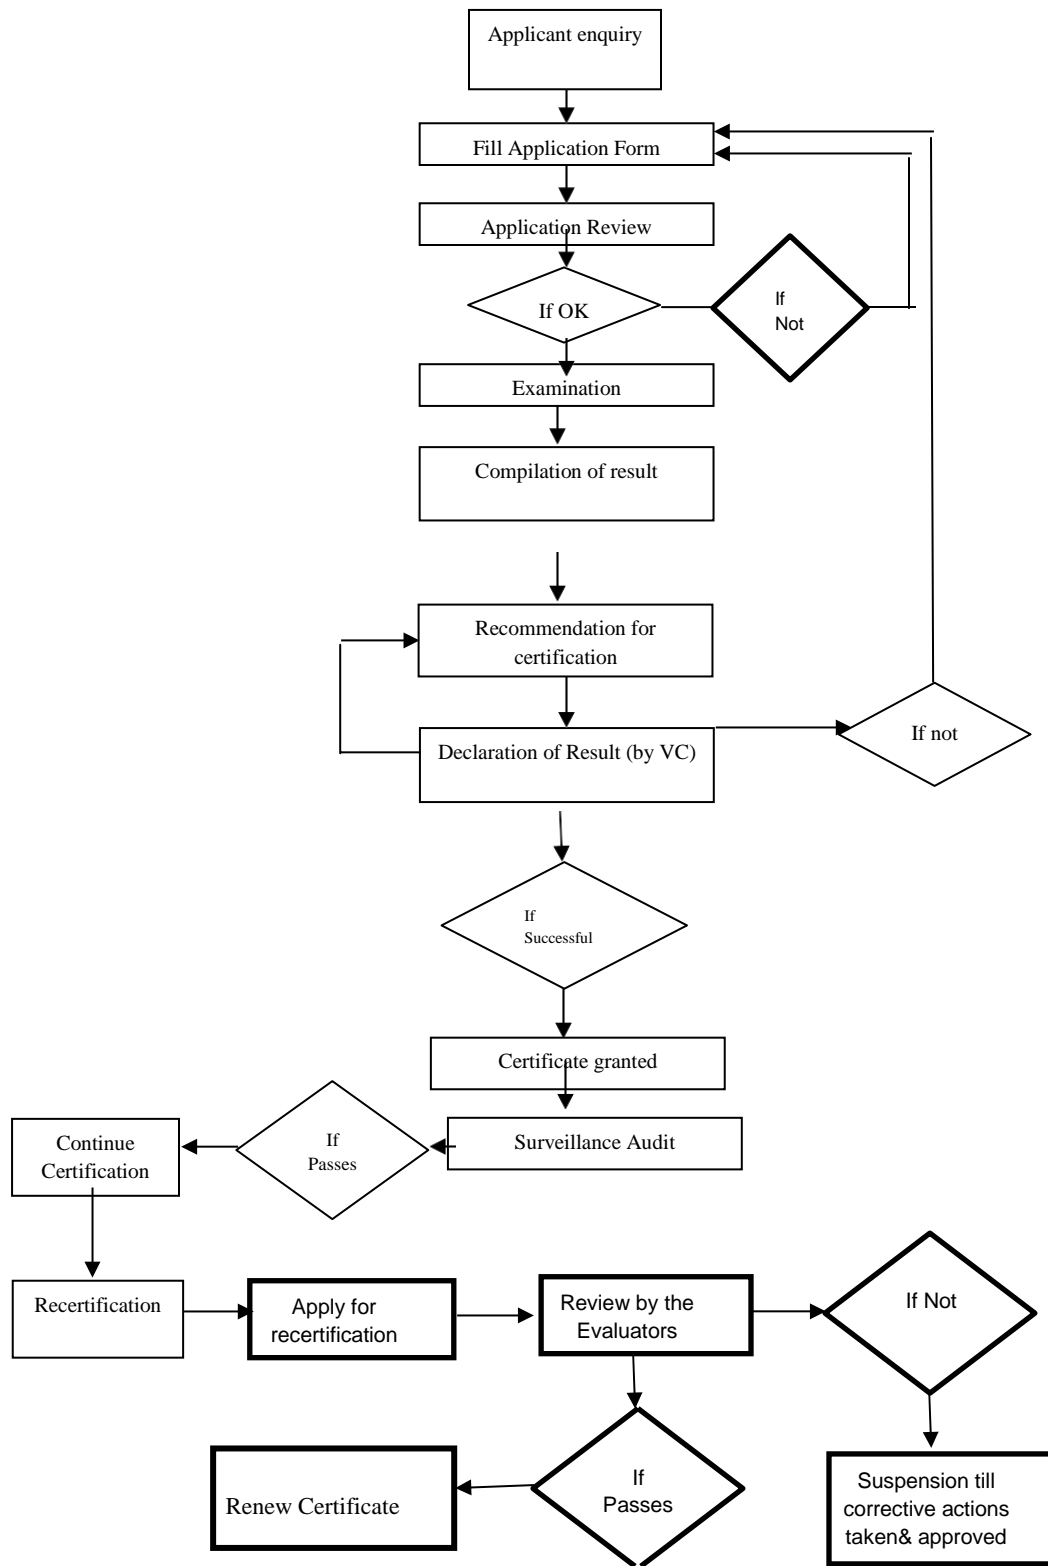 Applicant enquiry
Fill Application Form
Application Review
If OK
If
Not
Examination
Compilation of result
Recommendation for
certification
Declaration of Result (by VC)
If not
If
Successful
Certificate granted
Surveillance Audit
If
Passes
Continue
Certification
Recertification
Apply for
recertification
Review by the
Evaluators
If Not
If
Passes
Renew Certificate
Suspension till
corrective actions
taken& approved